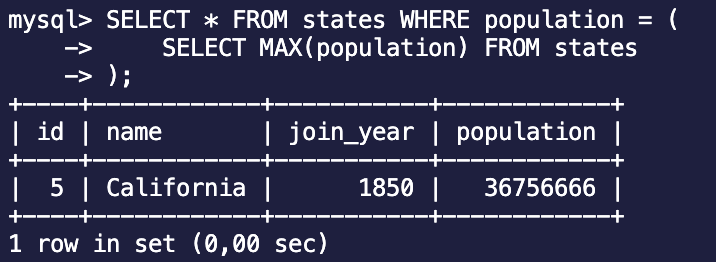 mysql> SELECT * FROM states WHERE population = (
    ->     SELECT MAX(population) FROM states
    -> );
+----+------------+-----------+------------+
| id | name       | join_year | population |
+----+------------+-----------+------------+
|  5 | California |      1850 |   36756666 |
+----+------------+-----------+------------+
1 row in set (0,00 sec)